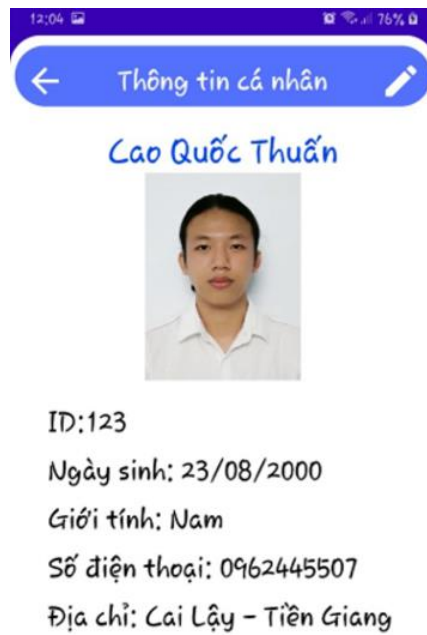 12:04 76%
Thông tin cá nhân
Cao Quốc Thuấn
ID:123
Ngày sinh: 23/08/2000
Giới tính: Nam
Số điện thoại: 0962445507
Địa chỉ: Cai Lậy - Tiền Giang